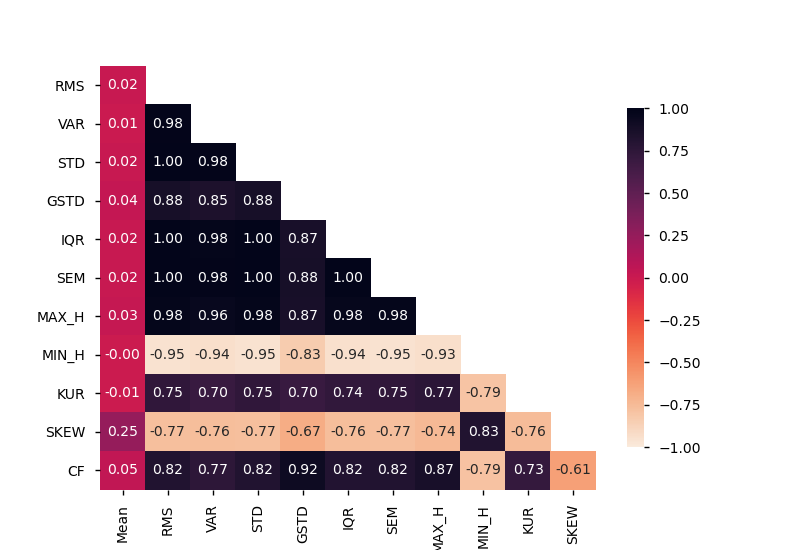 RMS 0.02
VAR 0.01 0.98
STD 0.02 1.00 0.98
GSTD 0.04 0.88 0.85 0.88
IQR 0.02 1.00 0.98 1.00 0.87
SEM 0.02 1.00 0.98 1.00 0.88 1.00
MAX_H 0.03 0.98 0.96 0.98 0.87 0.98 0.98
MIN_H -0.00 -0.95 -0.94 -0.95 -0.83 -0.94 -0.95 -0.93
KUR -0.01 0.75 0.70 0.75 0.70 0.74 0.75 0.77 -0.79
SKEW 0.25 -0.77 -0.76 -0.77 -0.67 -0.76 -0.77 -0.74 0.83 -0.76
CF 0.05 0.82 0.77 0.82 0.92 0.82 0.82 0.87 -0.79 0.73 -0.61
Mean RMS VAR STD GSTD IQR SEM MAX_H MIN_H KUR SKEW
1.00
0.75
0.50
0.25
0.00
−0.25
−0.50
−0.75
−1.00